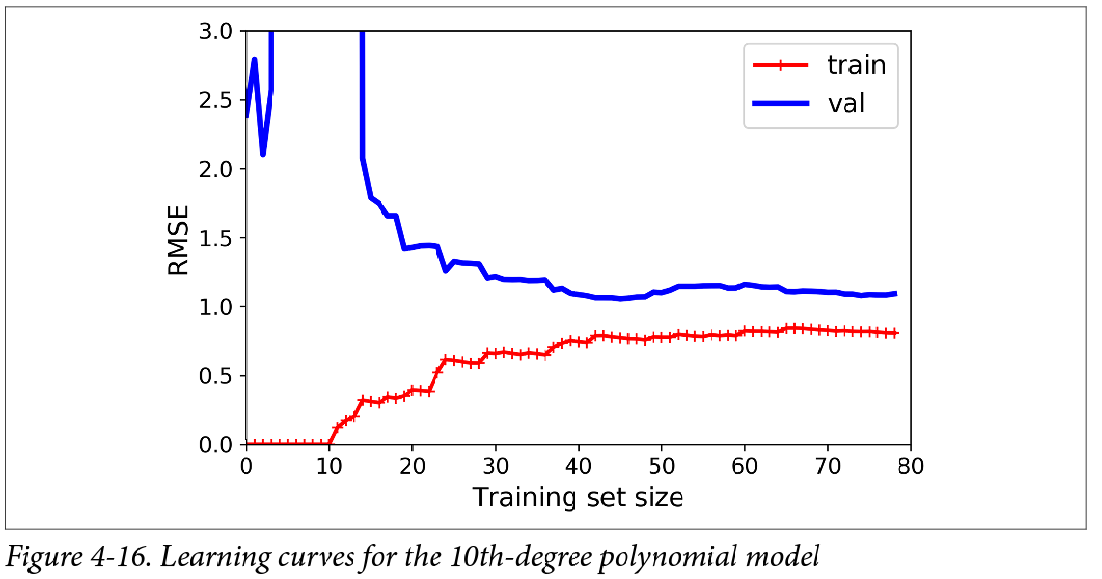 3.0
2.5
2.0
1.5
1.0
0.5
0.0
RMSE
train
val
0 10 20 30 40 50 60 70 80
Training set size
Figure 4-16. Learning curves for the 10th-degree polynomial model